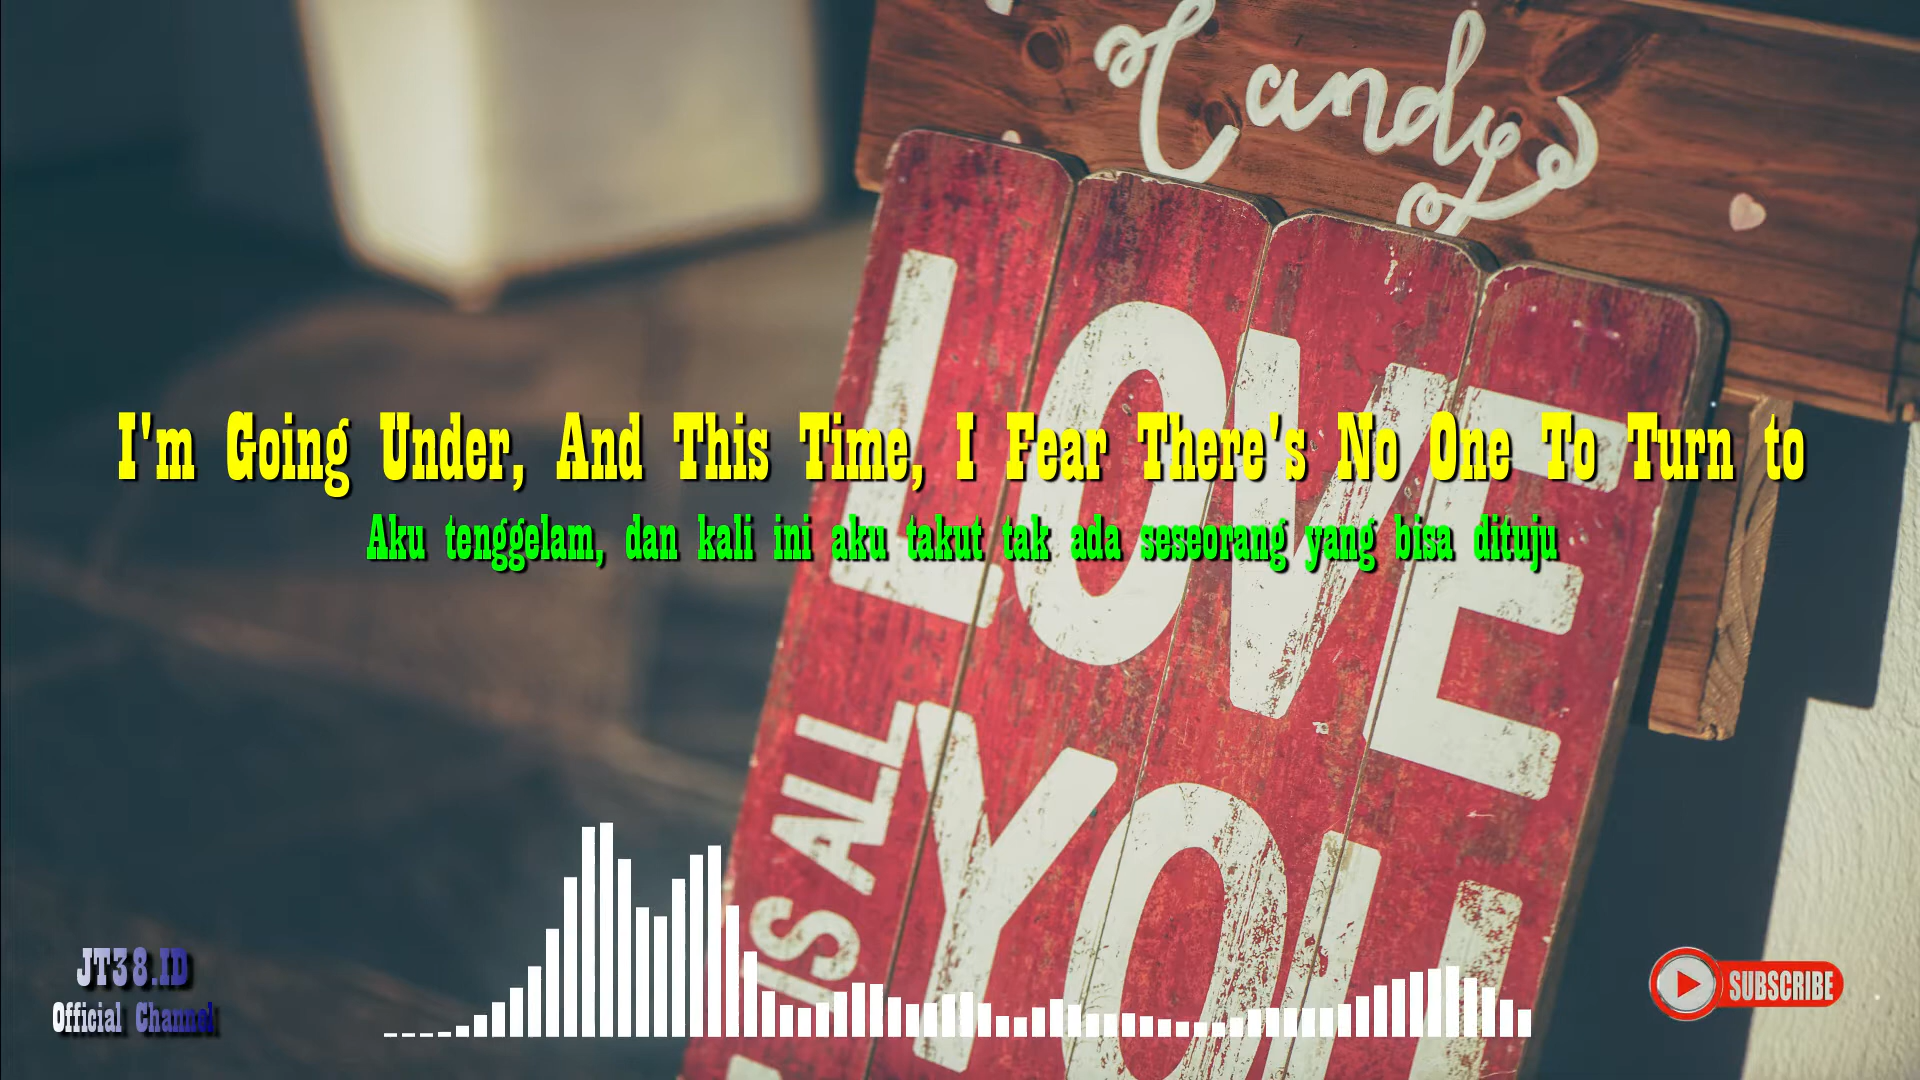 Candy
LOVE
I'm Going Under, And This Time, I Fear There's No One To Turn to
Aku tenggelam, dan kali ini aku takut tak ada seseorang yang bisa dituju
IS ALL
YOU
JT38.ID
Official Channel
SUBSCRIBE